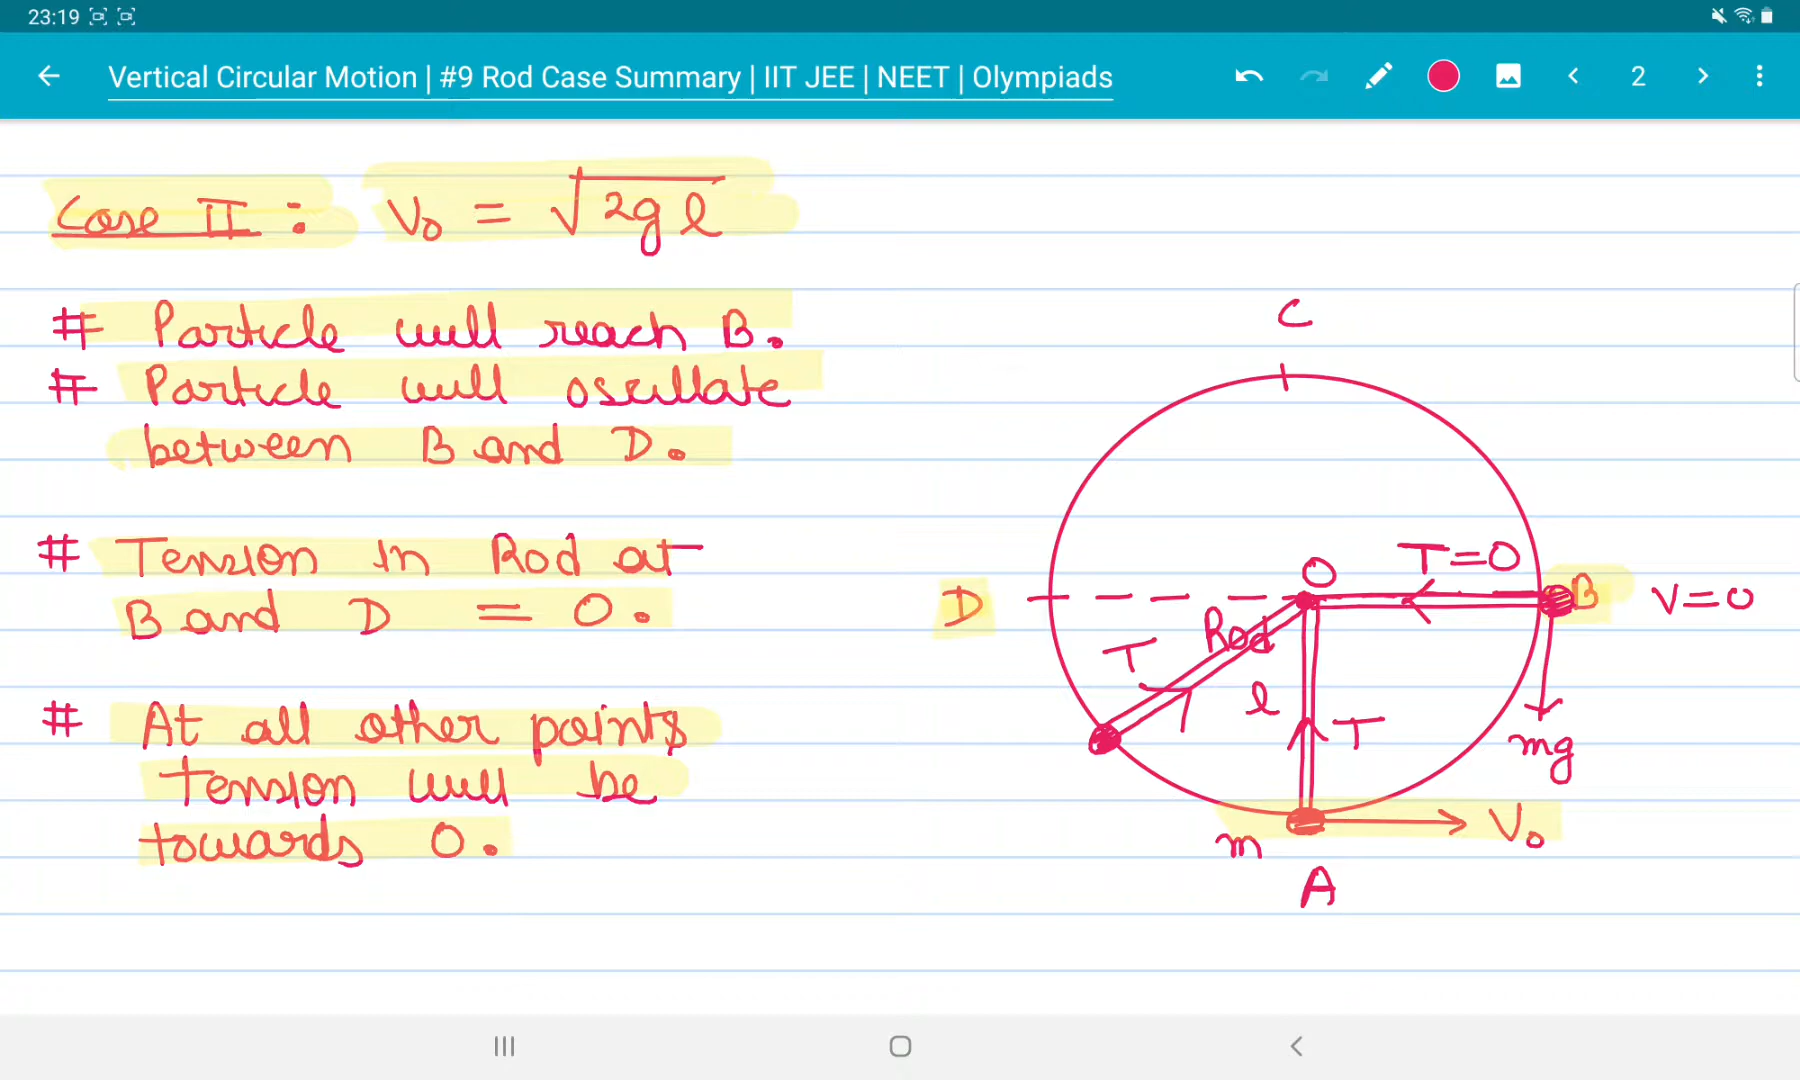 23:19
Vertical Circular Motion | #9 Rod Case Summary | IIT JEE | NEET | Olympiads
2
Case II : V₀ = √2gl
# Particle will reach B.
# Particle will oscillate
between B and D.
# Tension in Rod at
B and D = 0.
# At all other points
tension will be
towards O.
C
O
T=0
D
B
V=0
Rod
T
l
T
mg
V₀
m
A